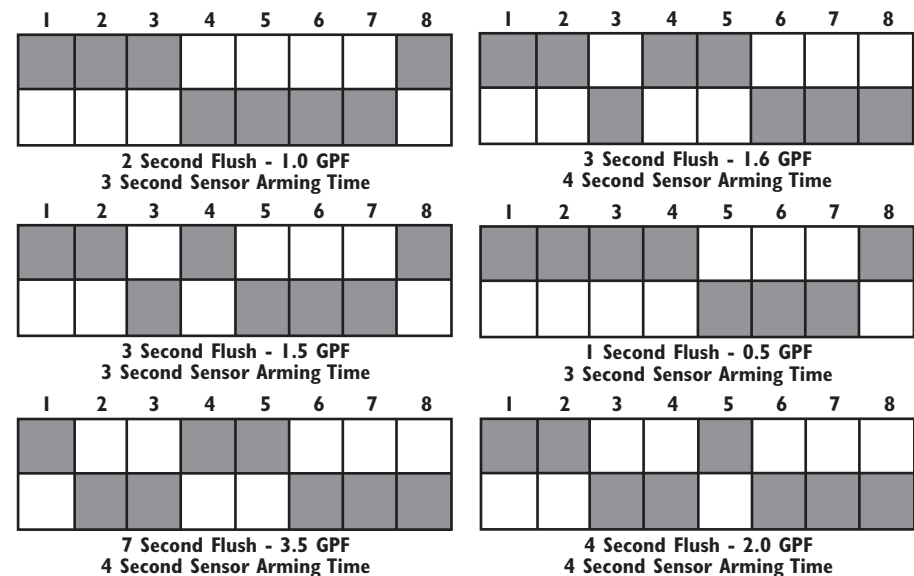 1 2 3 4 5 6 7 8
2 Second Flush - 1.0 GPF
3 Second Sensor Arming Time
1 2 3 4 5 6 7 8
3 Second Flush - 1.6 GPF
4 Second Sensor Arming Time
1 2 3 4 5 6 7 8
3 Second Flush - 1.5 GPF
3 Second Sensor Arming Time
1 2 3 4 5 6 7 8
1 Second Flush - 0.5 GPF
3 Second Sensor Arming Time
1 2 3 4 5 6 7 8
7 Second Flush - 3.5 GPF
4 Second Sensor Arming Time
1 2 3 4 5 6 7 8
4 Second Flush - 2.0 GPF
4 Second Sensor Arming Time